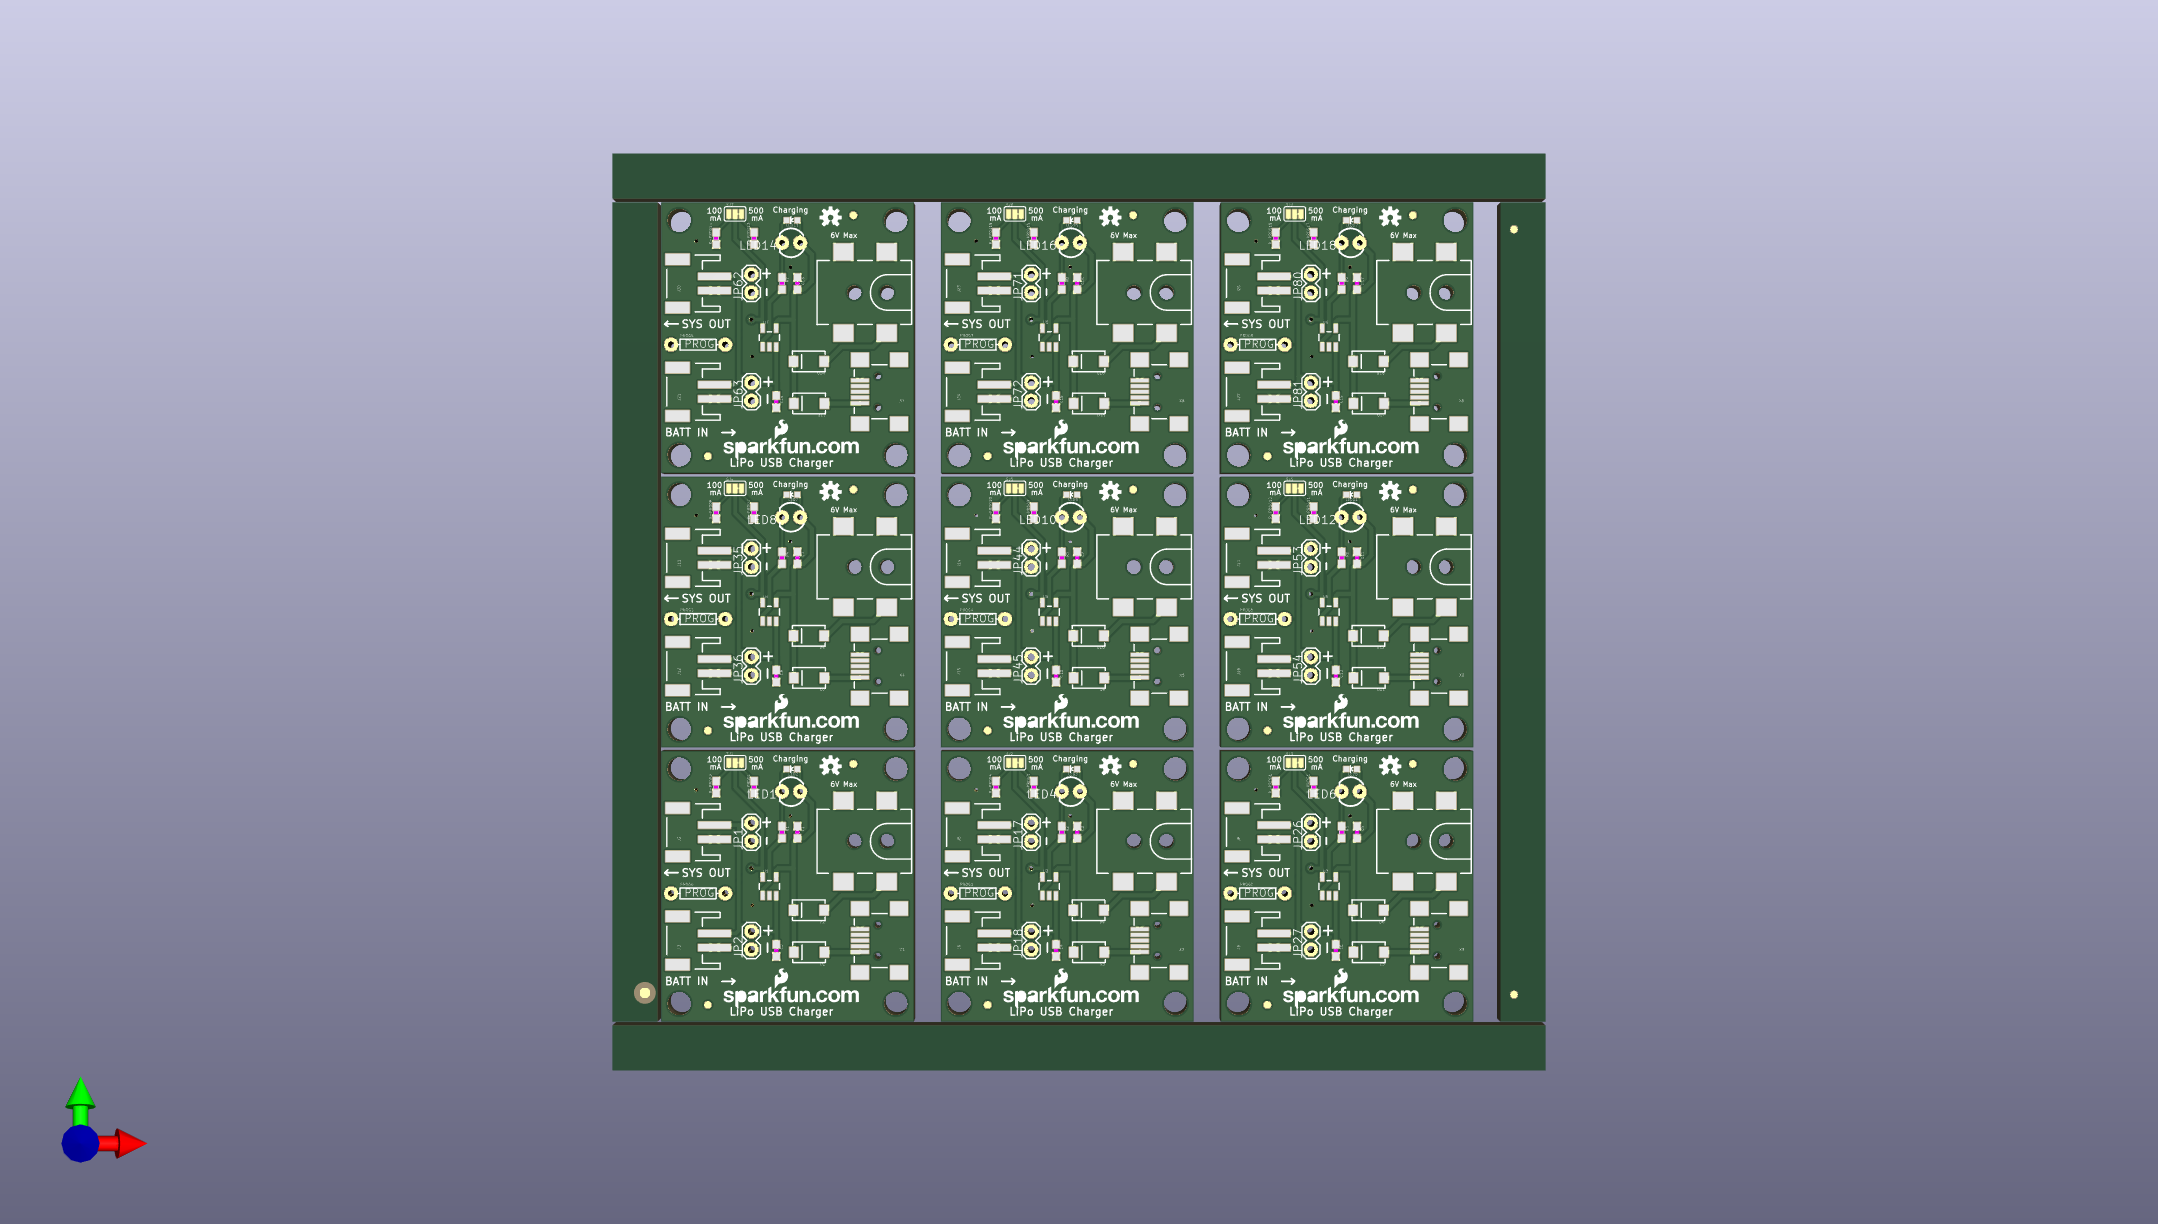 100 mA 500 mA Charging
LED14 6V Max
JP62 + -
← SYS OUT
PROG
JP63 + -
BATT IN →
sparkfun.com
LiPo USB Charger
100 mA 500 mA Charging
LED16 6V Max
JP71 + -
← SYS OUT
PROG
JP72 + -
BATT IN →
sparkfun.com
LiPo USB Charger
100 mA 500 mA Charging
LED18 6V Max
JP80 + -
← SYS OUT
PROG
JP81 + -
BATT IN →
sparkfun.com
LiPo USB Charger
100 mA 500 mA Charging
LED8 6V Max
JP35 + -
← SYS OUT
PROG
JP36 + -
BATT IN →
sparkfun.com
LiPo USB Charger
100 mA 500 mA Charging
LED10 6V Max
JP44 + -
← SYS OUT
PROG
JP45 + -
BATT IN →
sparkfun.com
LiPo USB Charger
100 mA 500 mA Charging
LED12 6V Max
JP53 + -
← SYS OUT
PROG
JP54 + -
BATT IN →
sparkfun.com
LiPo USB Charger
100 mA 500 mA Charging
LED1 6V Max
JP1 + -
← SYS OUT
PROG
JP2 + -
BATT IN →
sparkfun.com
LiPo USB Charger
100 mA 500 mA Charging
LED4 6V Max
JP17 + -
← SYS OUT
PROG
JP18 + -
BATT IN →
sparkfun.com
LiPo USB Charger
100 mA 500 mA Charging
LED6 6V Max
JP26 + -
← SYS OUT
PROG
JP27 + -
BATT IN →
sparkfun.com
LiPo USB Charger